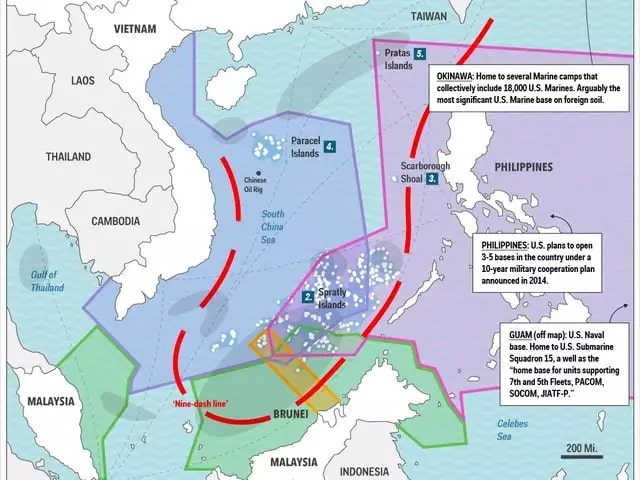 TAIWAN
VIETNAM
Pratas 5.
Islands
LAOS
OKINAWA: Home to several Marine camps that
collectively include 18,000 U.S. Marines. Arguably the
most significant U.S. Marine base on foreign soil.
Paracel
Islands 4.
THAILAND
Chinese
Oil Rig
Scarborough
Shoal 3.
PHILIPPINES
CAMBODIA
South
China
Sea
PHILIPPINES: U.S. plans to open
3-5 bases in the country under a
10-year military cooperation plan
announced in 2014.
Gulf of
Thailand
2. Spratly
Islands
GUAM (off map): U.S. Naval
base. Home to U.S. Submarine
Squadron 15, a well as the
“home base for units supporting
7th and 5th Fleets, PACOM,
SOCOM, JIATF-P.”
MALAYSIA
'Nine-dash line'
BRUNEI
Celebes
Sea
200 Mi.
MALAYSIA
INDONESIA